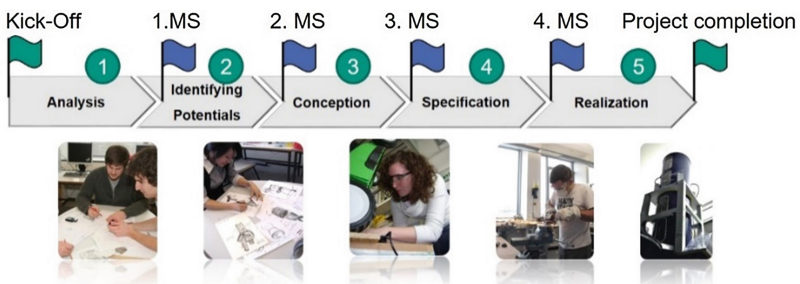 Kick-Off 1.MS 2. MS 3. MS 4. MS Project completion
1 2 3 4 5
Analysis
Identifying
Potentials
Conception
Specification
Realization